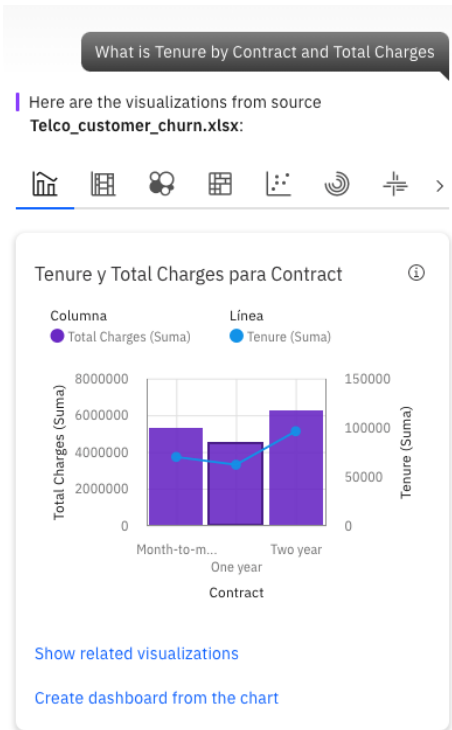 What is Tenure by Contract and Total Charges
Here are the visualizations from source
Telco_customer_churn.xlsx:
Tenure y Total Charges para Contract
Columna
Total Charges (Suma)
Línea
Tenure (Suma)
Total Charges (Suma)
8000000
6000000
4000000
2000000
0
150000
100000
50000
0
Tenure (Suma)
Month-to-m...
One year
Two year
Contract
Show related visualizations
Create dashboard from the chart